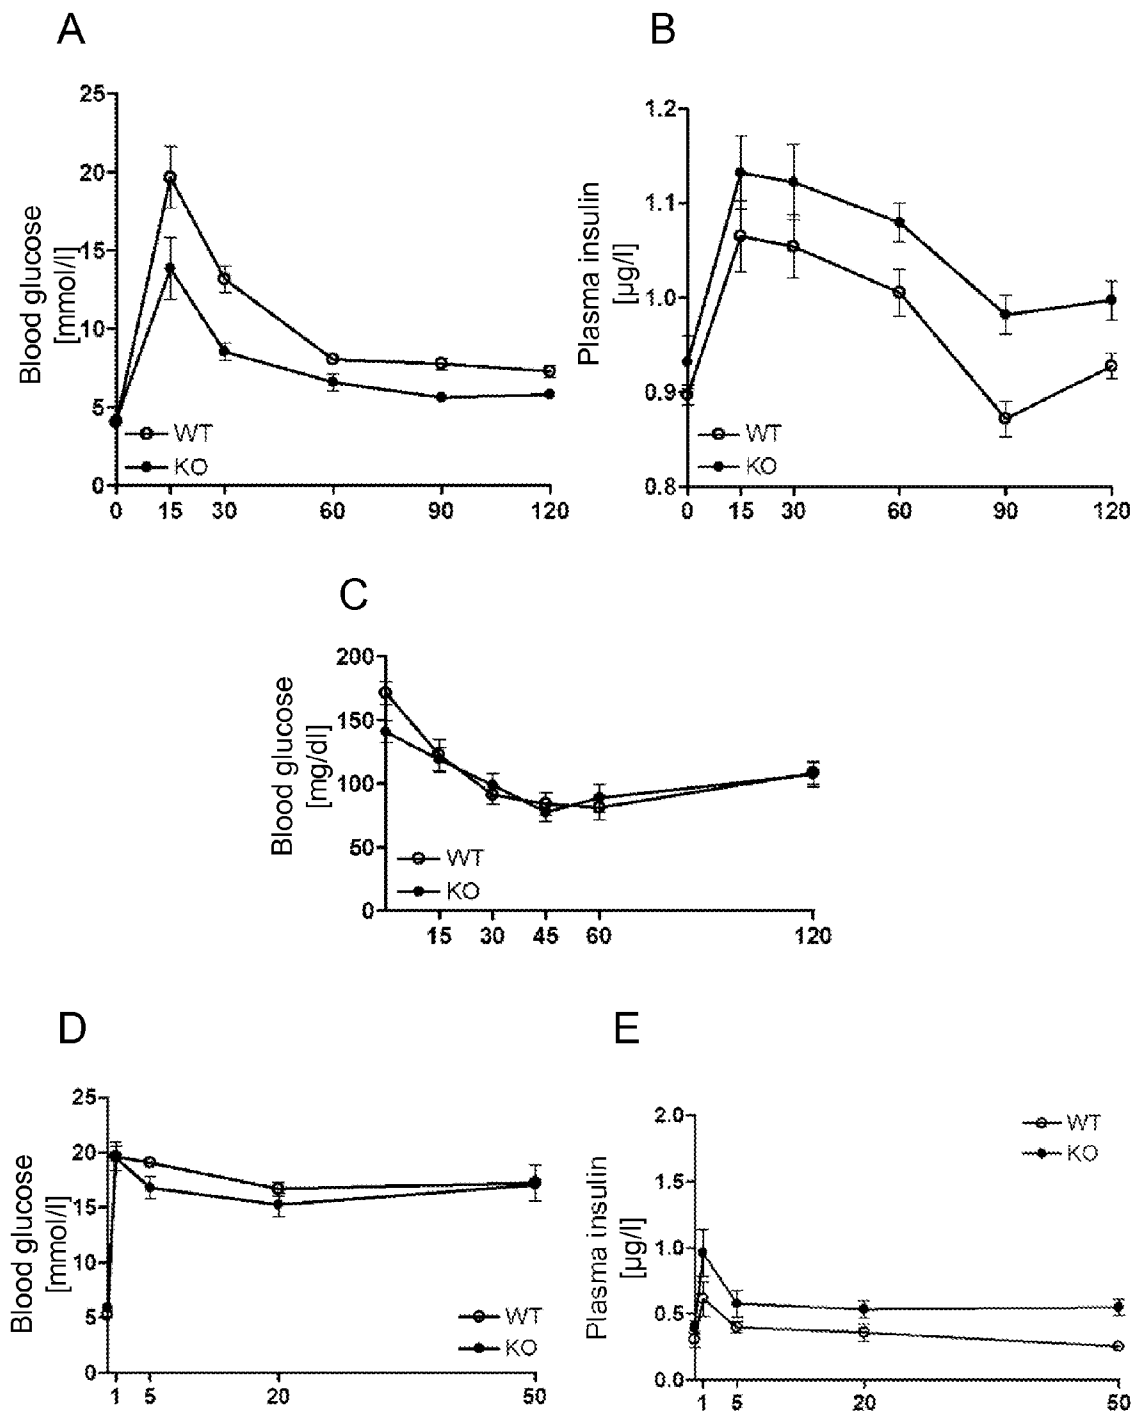 A
B
25
20
15
10
5
0
Blood glucose
[mmol/l]
WT
KO
0 15 30 60 90 120
1.2
1.1
1.0
0.9
0.8
Plasma insulin
[µg/l]
WT
KO
0 15 30 60 90 120
C
200
150
100
50
0
Blood glucose
[mg/dl]
WT
KO
15 30 45 60 120
D
E
25
20
15
10
5
0
Blood glucose
[mmol/l]
WT
KO
1 5 20 50
2.0
1.5
1.0
0.5
0.0
Plasma insulin
[µg/l]
WT
KO
1 5 20 50